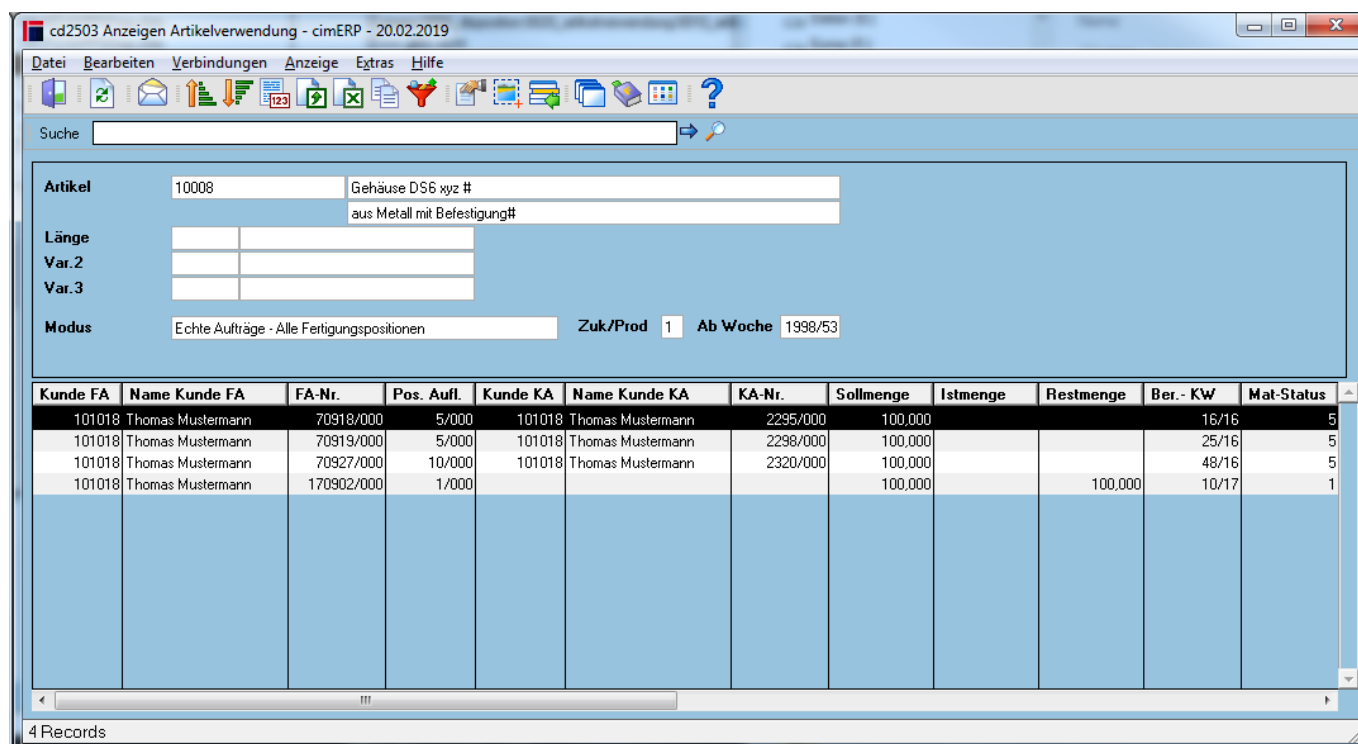 cd2503 Anzeigen Artikelverwendung - cimERP - 20.02.2019
Datei Bearbeiten Verbindungen Anzeige Extras Hilfe
123
Suche
Artikel 10008 Gehäuse DS6 xyz #
aus Metall mit Befestigung#
Länge
Var.2
Var.3
Modus Echte Aufträge - Alle Fertigungspositionen Zuk/Prod 1 Ab Woche 1998/53
Kunde FA Name Kunde FA FA-Nr. Pos. Aufl. Kunde KA Name Kunde KA KA-Nr. Sollmenge Istmenge Restmenge Ber.- KW Mat-Status
101018 Thomas Mustermann 70918/000 5/000 101018 Thomas Mustermann 2295/000 100,000 16/16 5
101018 Thomas Mustermann 70919/000 5/000 101018 Thomas Mustermann 2298/000 100,000 25/16 5
101018 Thomas Mustermann 70927/000 10/000 101018 Thomas Mustermann 2320/000 100,000 48/16 5
101018 Thomas Mustermann 170902/000 1/000 100,000 100,000 10/17 1
4 Records